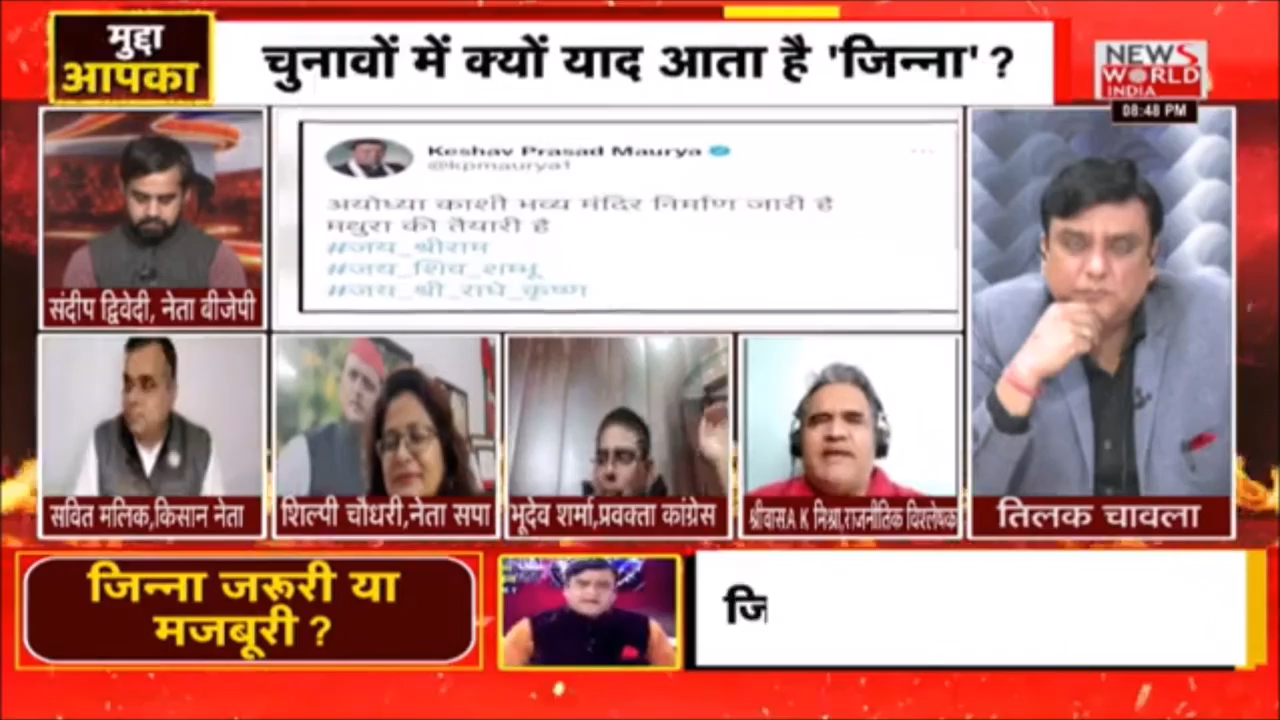 मुद्दा
आपका
चुनावों में क्यों याद आता है 'जिन्ना' ?
NEWS
WORLD
INDIA
08:48 PM
Keshav Prasad Maurya
@kpmaurya1
अयोध्या काशी भव्य मंदिर निर्माण जारी है
मथुरा की तैयारी है
#जय_श्रीराम
#जय_शिव_शम्भू
#जय_श्री_राधे_कृष्ण
संदीप द्विवेदी, नेता बीजेपी
सवित मलिक,किसान नेता
शिल्पी चौधरी,नेता सपा
भूदेव शर्मा,प्रवक्ता कांग्रेस
श्रीवास.A K मिश्रा,राजनीतिक विश्लेषक
तिलक चावला
जिन्ना जरूरी या
मजबूरी ?
जि